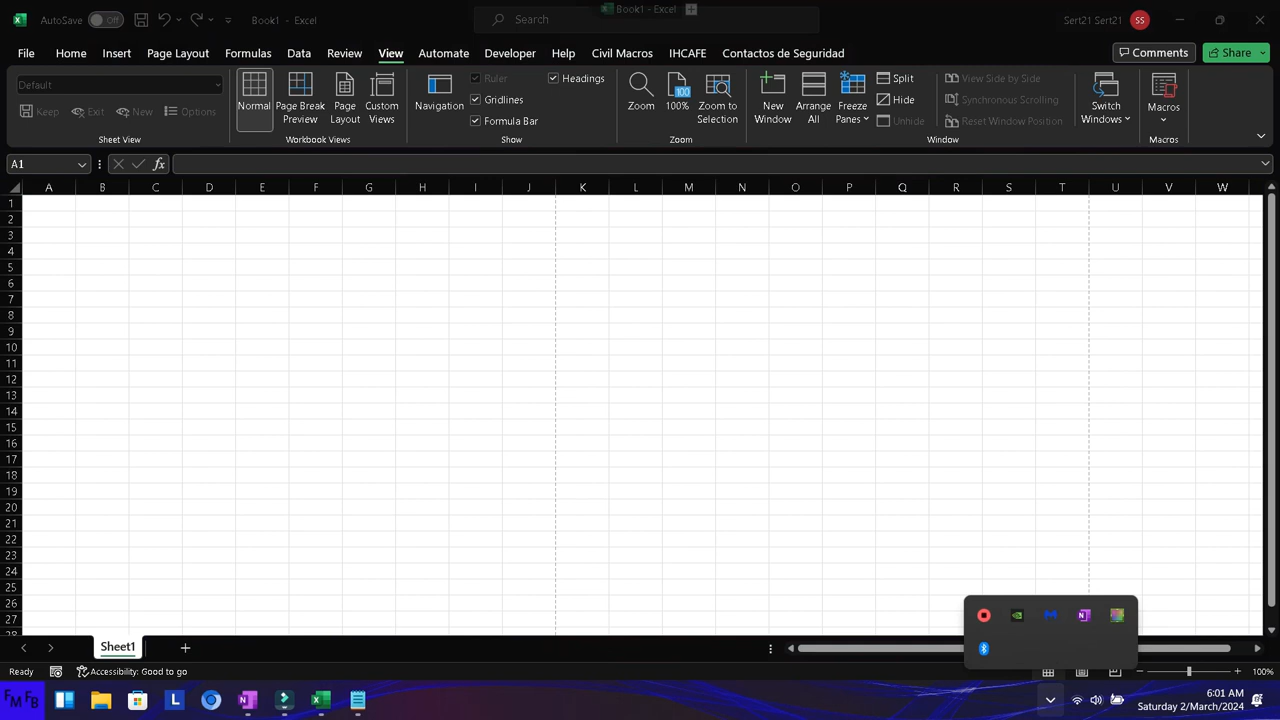 AutoSave Off Book1 - Excel Search Book1 - Excel Sert21 Sert21 SS
File Home Insert Page Layout Formulas Data Review View Automate Developer Help Civil Macros IHCAFE Contactos de Seguridad Comments Share
Default
Keep Exit New Options
Sheet View
Normal
Page Break Preview
Page Layout
Custom Views
Workbook Views
Navigation
Ruler
Gridlines
Formula Bar
Headings
Show
Zoom
100
100%
Zoom to Selection
Zoom
New Window
Arrange All
Freeze Panes
Split
Hide
Unhide
View Side by Side
Synchronous Scrolling
Reset Window Position
Window
Switch Windows
Macros
Macros
A1 fx
A B C D E F G H I J K L M N O P Q R S T U V W
1
2
3
4
5
6
7
8
9
10
11
12
13
14
15
16
17
18
19
20
21
22
23
24
25
26
27
28
N
Sheet1
Ready Accessibility: Good to go 100%
FM FB L N 6:01 AM
Saturday 2/March/2024